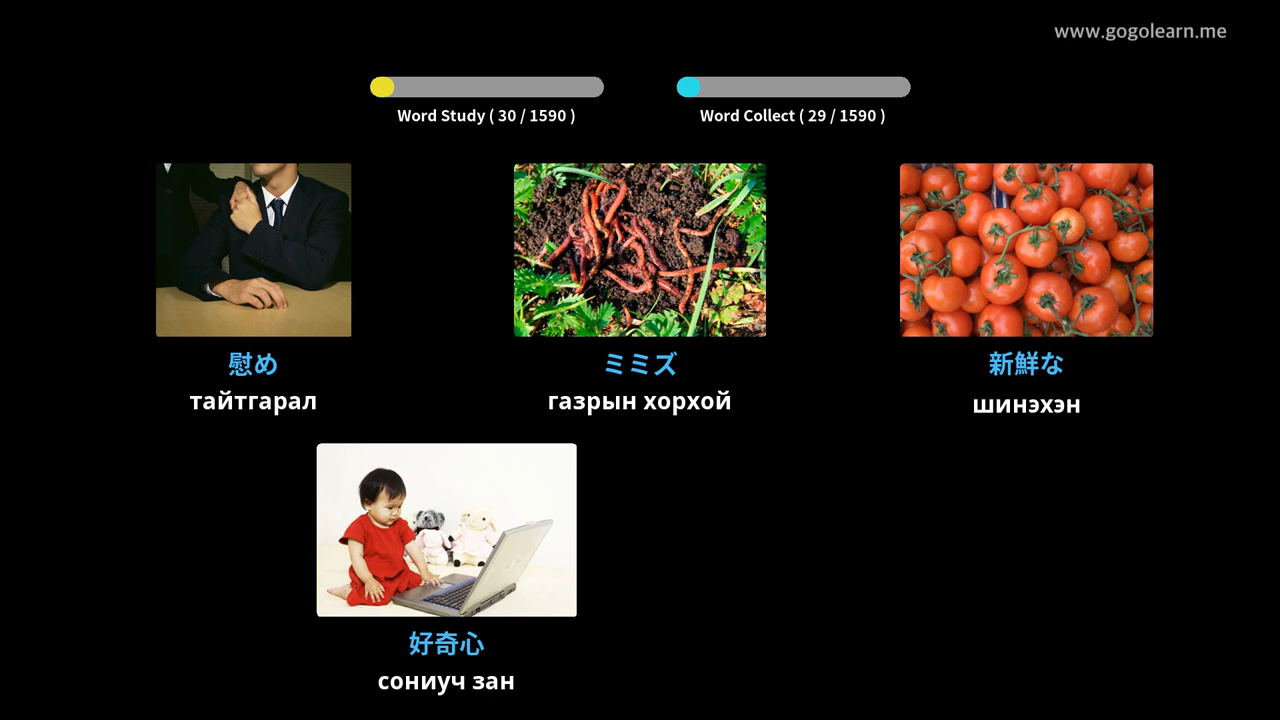 www.gogolearn.me
Word Study ( 30 / 1590 )
Word Collect ( 29 / 1590 )
慰め
тайтгарал
ミミズ
газрын хорхой
新鮮な
шинэхэн
好奇心
сониуч зан